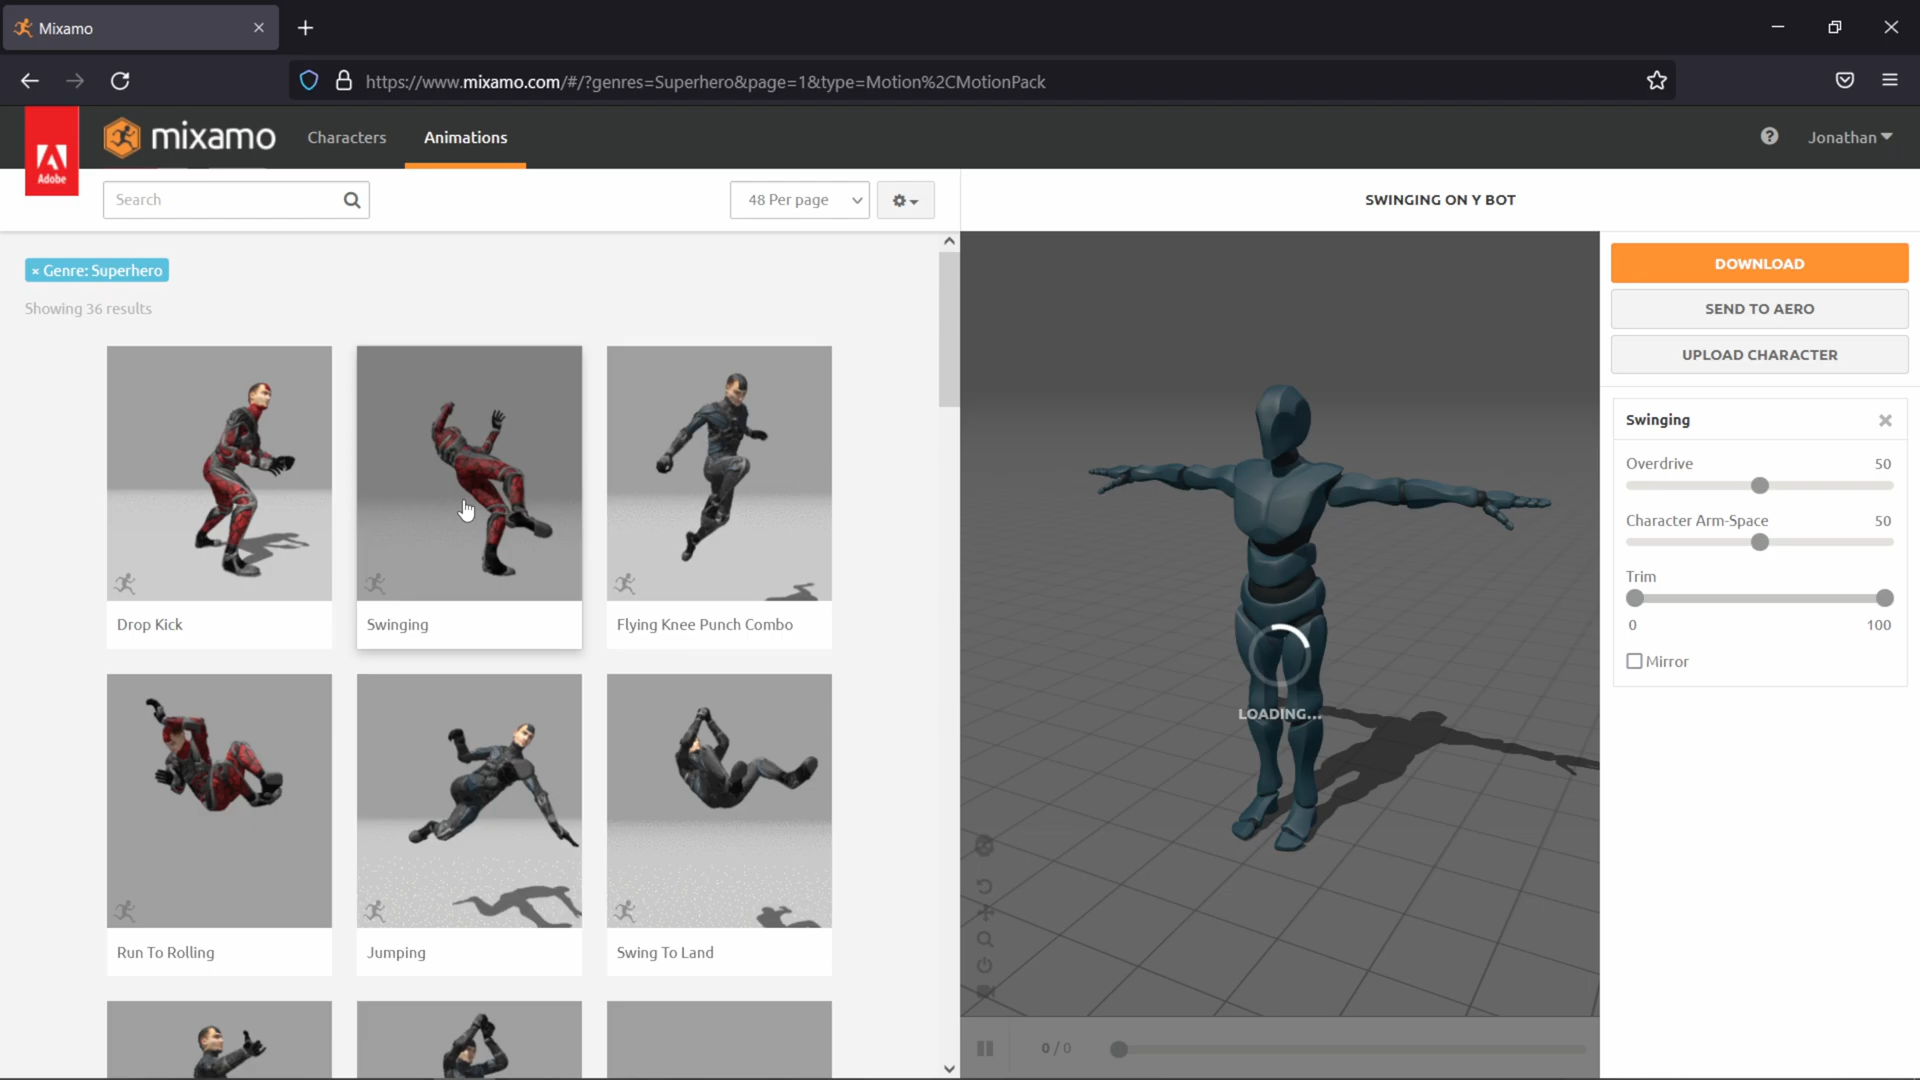 Mixamo
https://www.mixamo.com/#/?genres=Superhero&page=1&type=Motion%2CMotionPack
Adobe
mixamo
Characters
Animations
Jonathan
Search
48 Per page
SWINGING ON Y BOT
× Genre: Superhero
Showing 36 results
Drop Kick
Swinging
Flying Knee Punch Combo
Run To Rolling
Jumping
Swing To Land
LOADING...
0 / 0
DOWNLOAD
SEND TO AERO
UPLOAD CHARACTER
Swinging
Overdrive 50
Character Arm-Space 50
Trim
0 100
Mirror